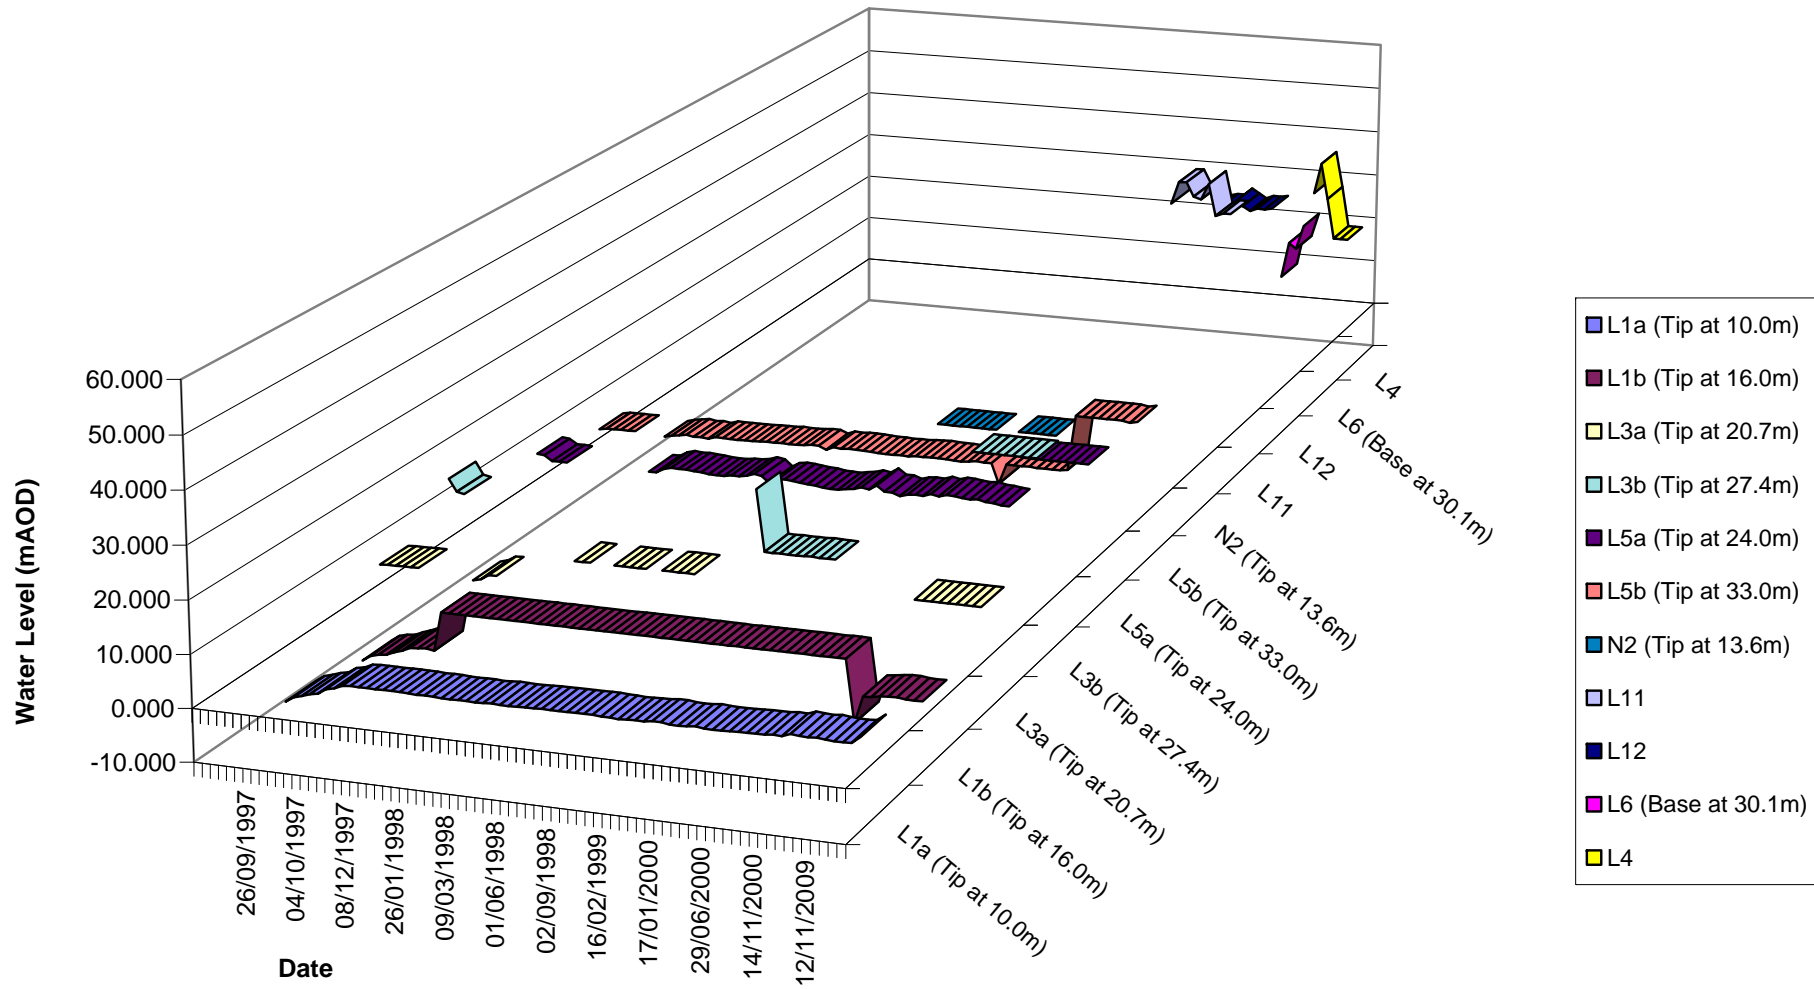 60.000
50.000
40.000
30.000
20.000
10.000
0.000
-10.000
Water Level (mAOD)
26/09/1997
04/10/1997
08/12/1997
26/01/1998
09/03/1998
01/06/1998
02/09/1998
16/02/1999
17/01/2000
29/06/2000
14/11/2000
12/11/2009
Date
L4
L6 (Base at 30.1m)
L12
L11
N2 (Tip at 13.6m)
L5b (Tip at 33.0m)
L5a (Tip at 24.0m)
L3b (Tip at 27.4m)
L3a (Tip at 20.7m)
L1b (Tip at 16.0m)
L1a (Tip at 10.0m)
L1a (Tip at 10.0m)
L1b (Tip at 16.0m)
L3a (Tip at 20.7m)
L3b (Tip at 27.4m)
L5a (Tip at 24.0m)
L5b (Tip at 33.0m)
N2 (Tip at 13.6m)
L11
L12
L6 (Base at 30.1m)
L4